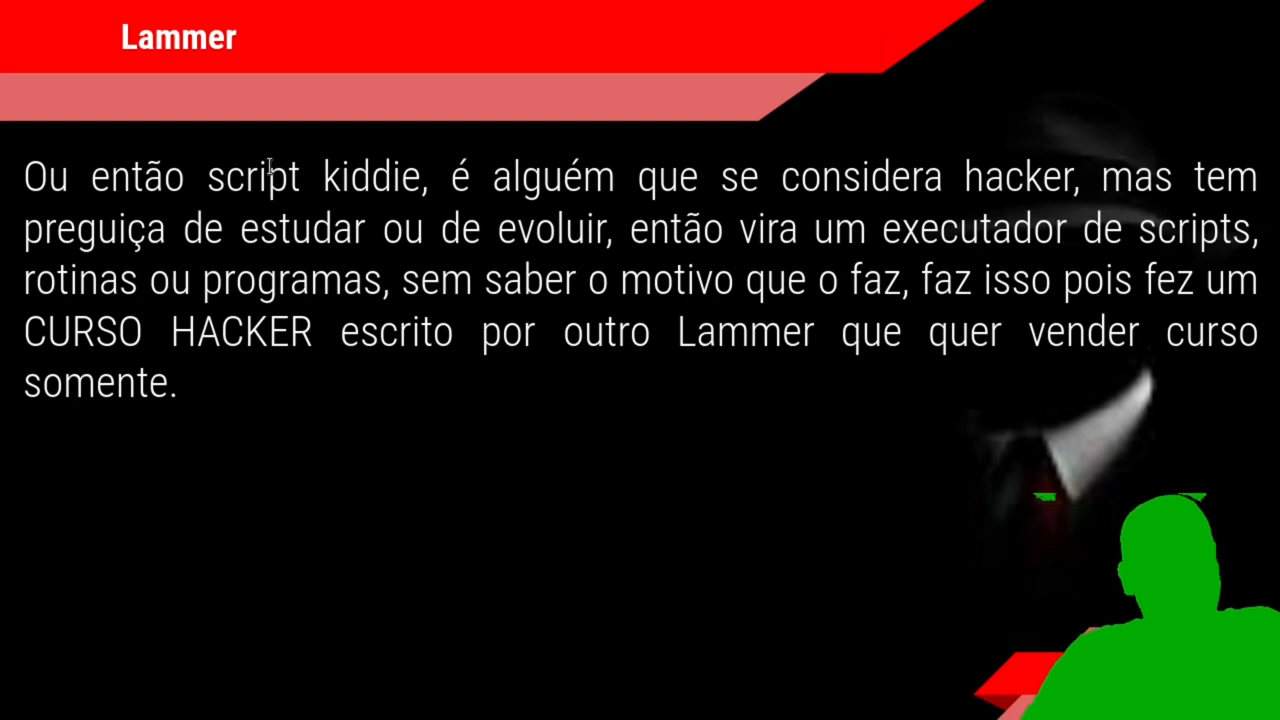 Lammer
Ou então script kiddie, é alguém que se considera hacker, mas tem
preguiça de estudar ou de evoluir, então vira um executador de scripts,
rotinas ou programas, sem saber o motivo que o faz, faz isso pois fez um
CURSO HACKER escrito por outro Lammer que quer vender curso
somente.